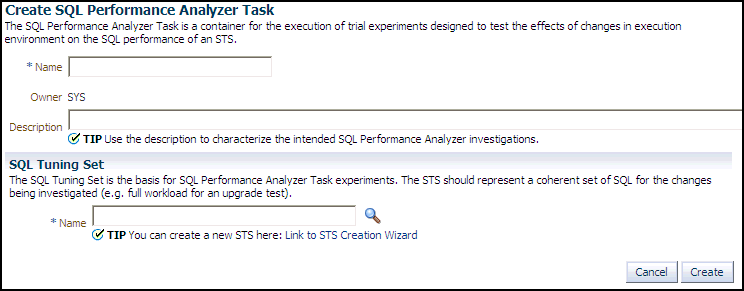 Create SQL Performance Analyzer Task
The SQL Performance Analyzer Task is a container for the execution of trial experiments designed to test the effects of changes in execution
environment on the SQL performance of an STS.
* Name
Owner SYS
Description
TIP Use the description to characterize the intended SQL Performance Analyzer investigations.
SQL Tuning Set
The SQL Tuning Set is the basis for SQL Performance Analyzer Task experiments. The STS should represent a coherent set of SQL for the changes
being investigated (e.g. full workload for an upgrade test).
* Name
TIP You can create a new STS here: Link to STS Creation Wizard
Cancel Create